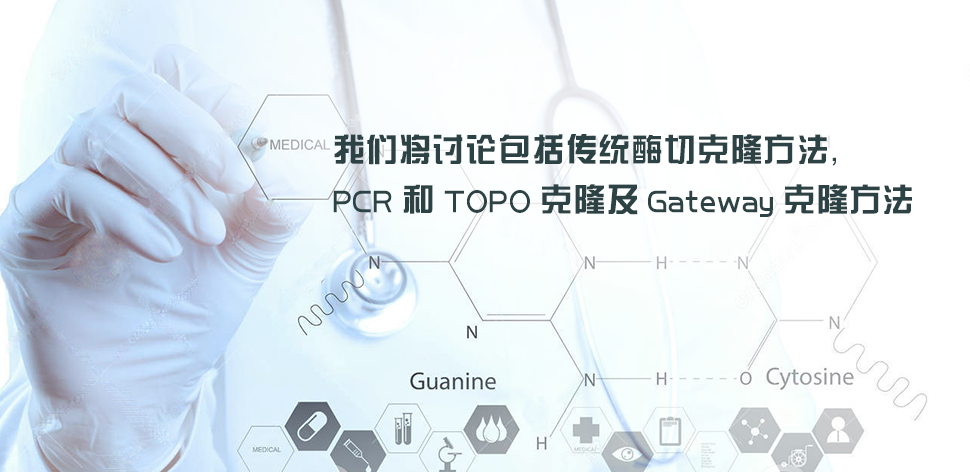 MEDICAL
我们将讨论包括传统酶切克隆方法,
PCR 和 TOPO 克隆及 Gateway 克隆方法
N
N H N
N
N
Guanine
N H O
Cytosine
H
MEDICAL
MEDICAL